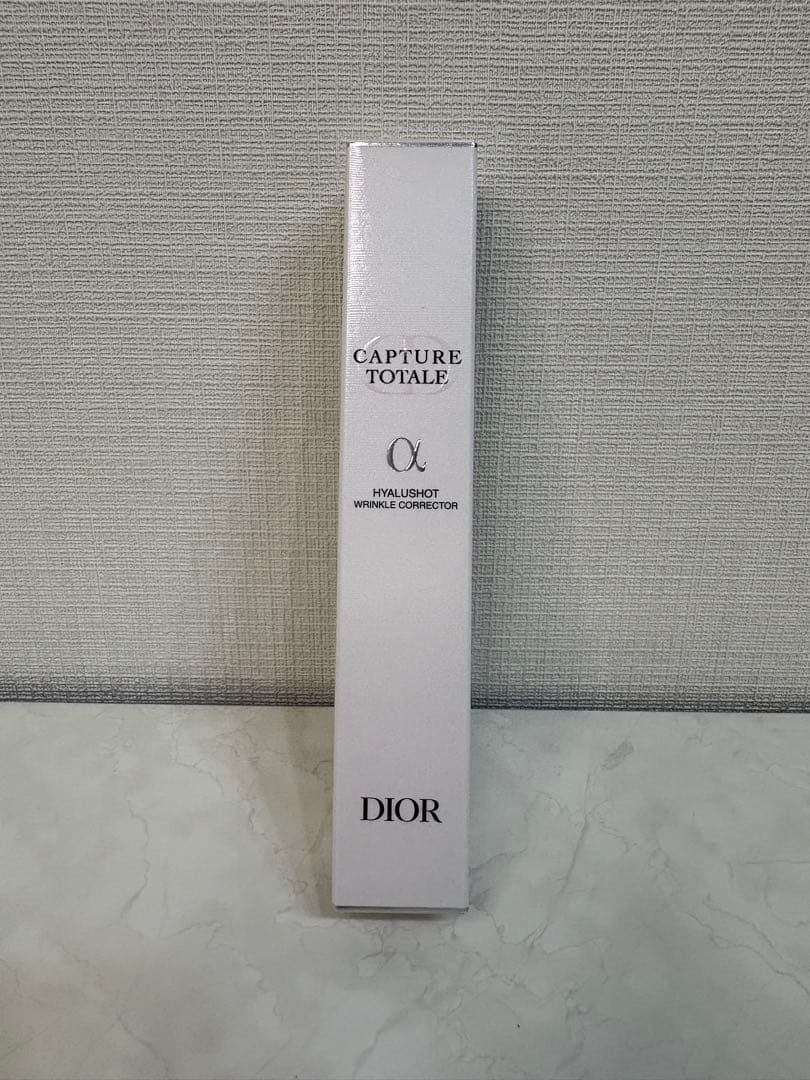 CAPTURE
TOTALE
α
HYALUSHOT
WRINKLE CORRECTOR
DIOR